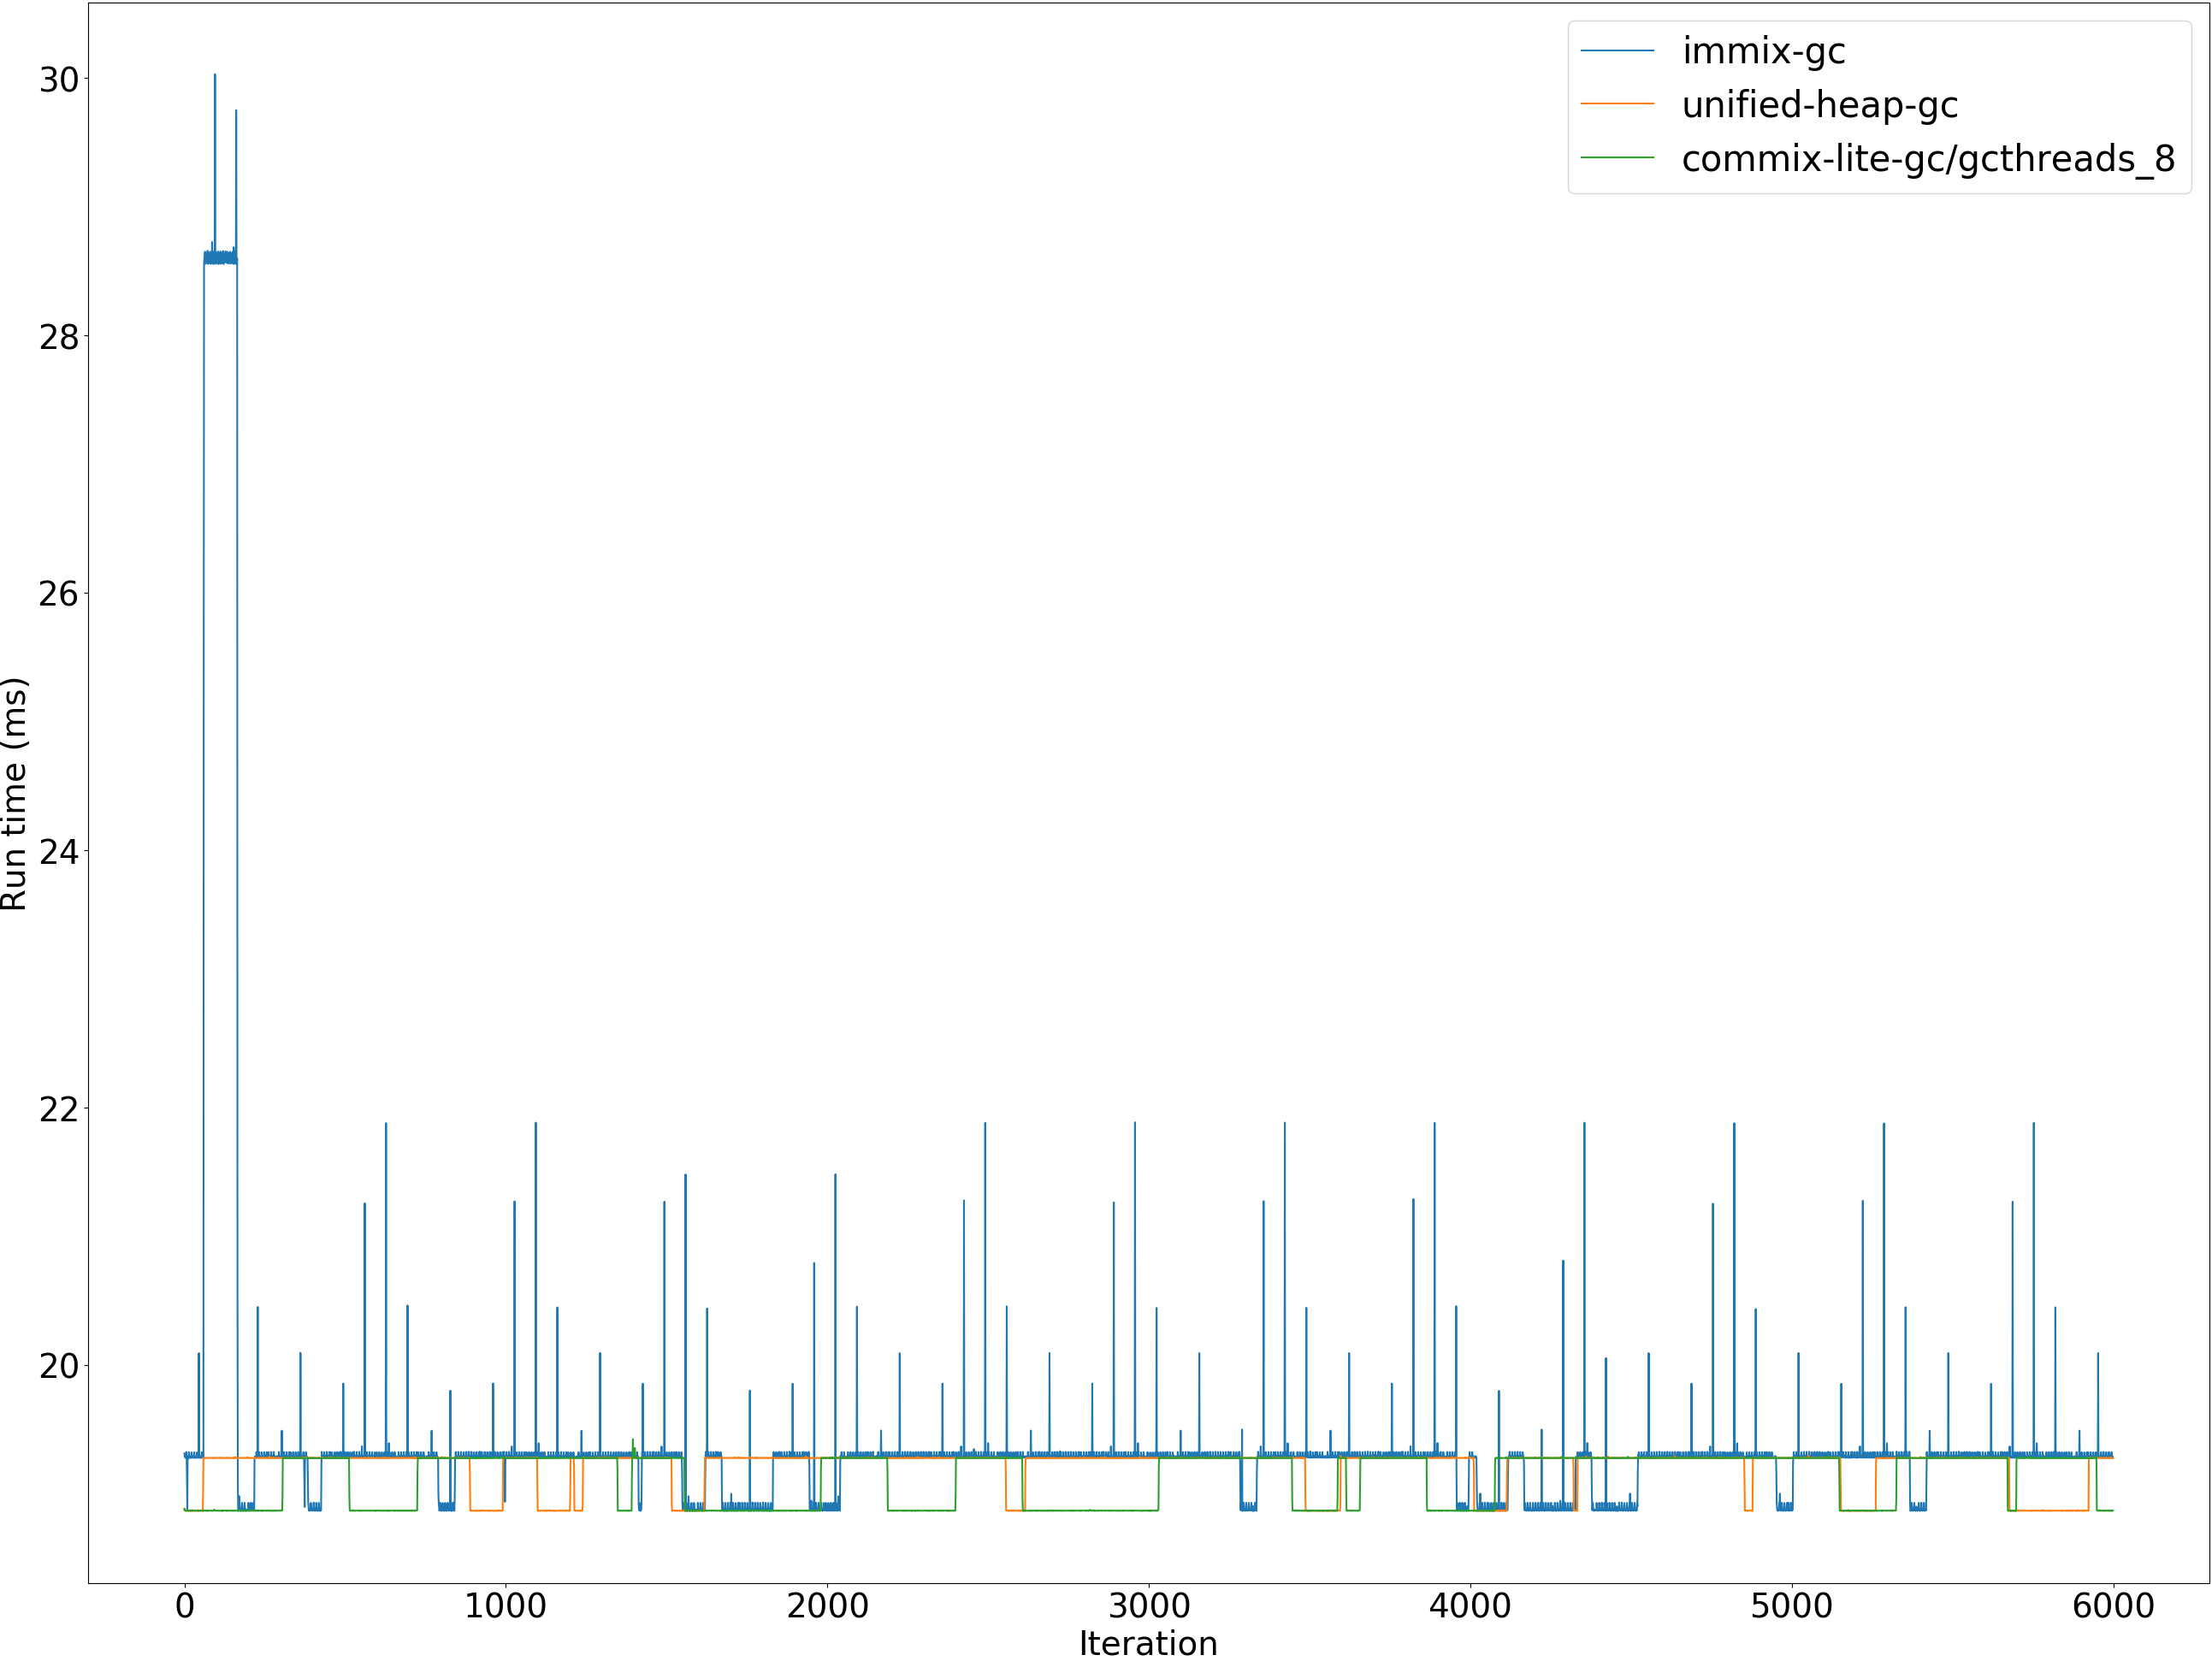 immix-gc
unified-heap-gc
commix-lite-gc/gcthreads_8
30
28
26
24
22
20
Run time (ms)
0 1000 2000 3000 4000 5000 6000
Iteration